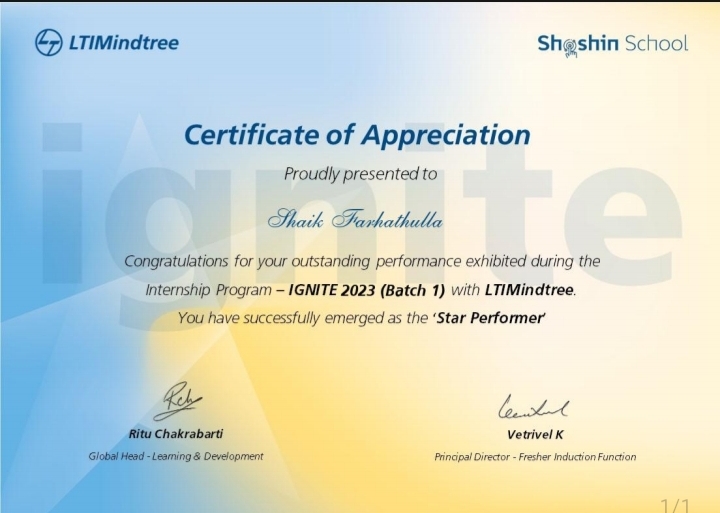 LTIMindtree
Shoshin School
ignite
Certificate of Appreciation
Proudly presented to
Shaik Farhathulla
Congratulations for your outstanding performance exhibited during the
Internship Program – IGNITE 2023 (Batch 1) with LTIMindtree.
You have successfully emerged as the 'Star Performer'
Ritu Chakrabarti
Global Head - Learning & Development
Vetrivel K
Principal Director - Fresher Induction Function
1/1